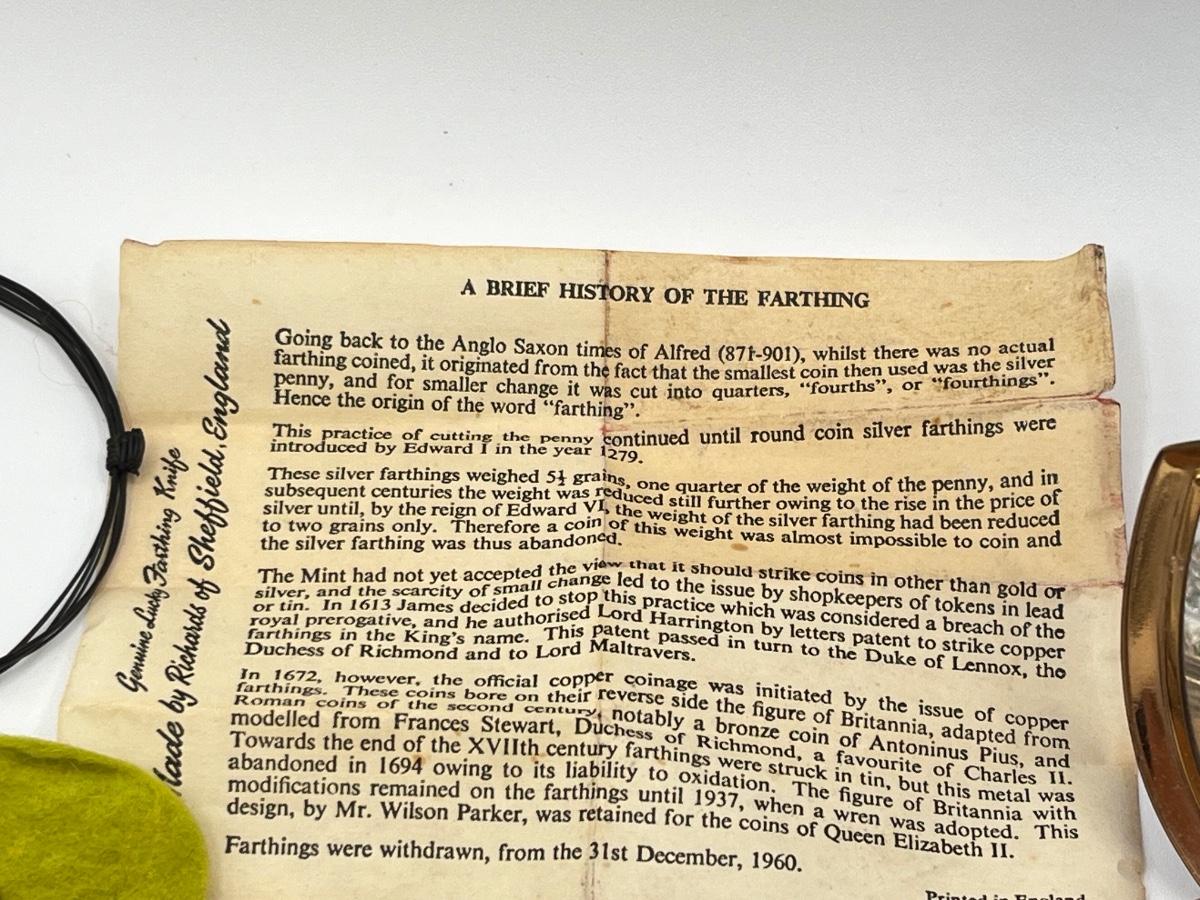 A BRIEF HISTORY OF THE FARTHING
Going back to the Anglo Saxon times of Alfred (871-901), whilst there was no actual
farthing coined, it originated from the fact that the smallest coin then used was the silver
penny, and for smaller change it was cut into quarters, "fourths", or "fourthings".
Hence the origin of the word "farthing".
This practice of cutting the penny continued until round coin silver farthings were
introduced by Edward I in the year 1279.
These silver farthings weighed 5½ grains, one quarter of the weight of the penny, and in
subsequent centuries the weight was reduced still further owing to the rise in the price of
silver until, by the reign of Edward VI, the weight of the silver farthing had been reduced
to two grains only. Therefore a coin of this weight was almost impossible to coin and
the silver farthing was thus abandoned.
The Mint had not yet accepted the view that it should strike coins in other than gold or
silver, and the scarcity of small change led to the issue by shopkeepers of tokens in lead
or tin. In 1613 James decided to stop this practice which was considered a breach of the
royal prerogative, and he authorised Lord Harrington by letters patent to strike copper
farthings in the King's name. This patent passed in turn to the Duke of Lennox, the
Duchess of Richmond and to Lord Maltravers.
In 1672, however, the official copper coinage was initiated by the issue of copper
farthings. These coins bore on their reverse side the figure of Britannia, adapted from
Roman coins of the second century, notably a bronze coin of Antoninus Pius, and
modelled from Frances Stewart, Duchess of Richmond, a favourite of Charles II.
Towards the end of the XVIIth century farthings were struck in tin, but this metal was
abandoned in 1694 owing to its liability to oxidation. The figure of Britannia with
modifications remained on the farthings until 1937, when a wren was adopted. This
design, by Mr. Wilson Parker, was retained for the coins of Queen Elizabeth II.
Farthings were withdrawn, from the 31st December, 1960.
Printed in England
Genuine Lucky Farthing Knife
Made by Richards of Sheffield, England